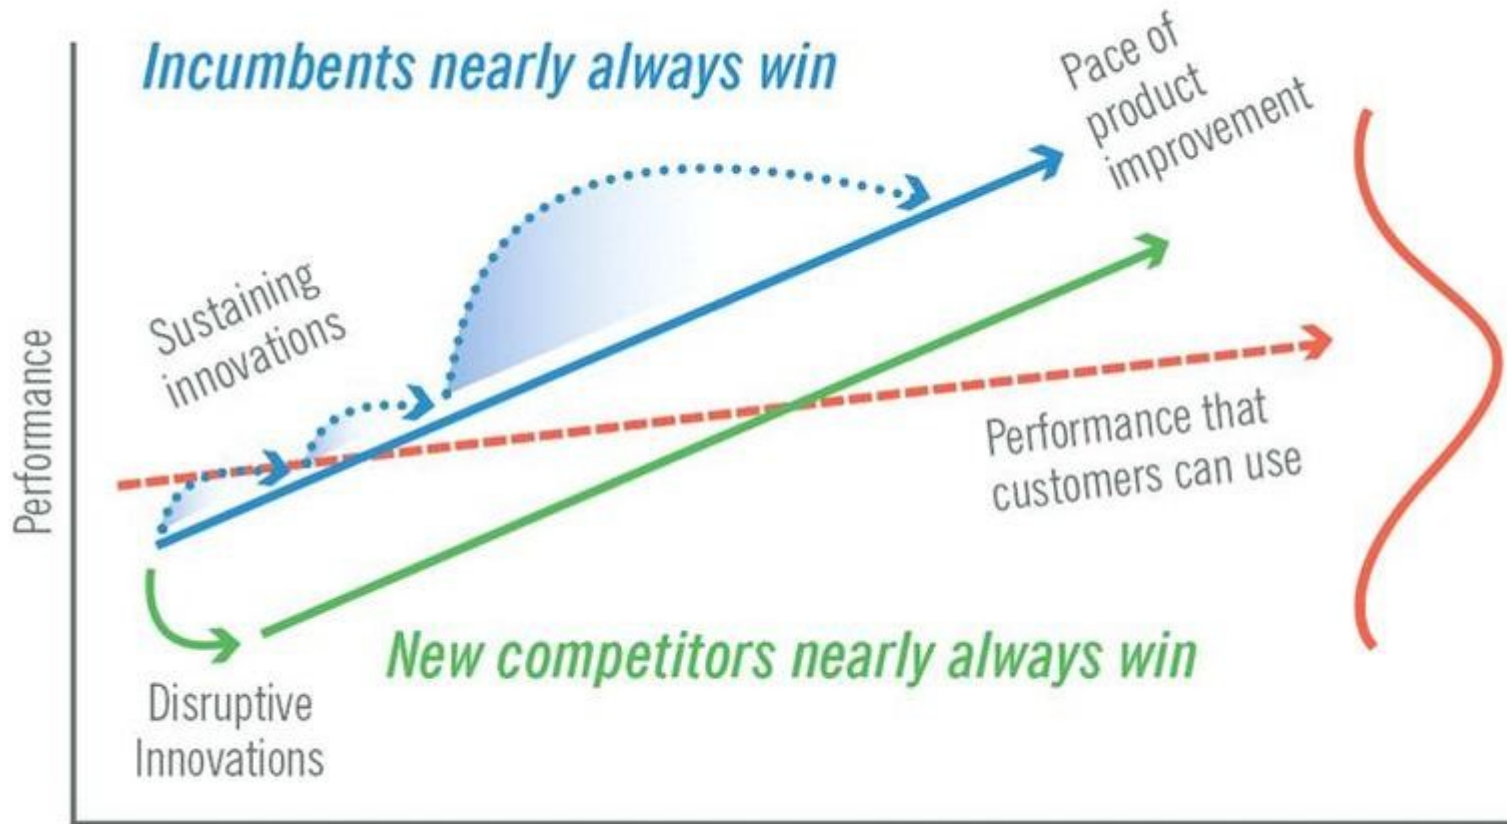 Incumbents nearly always win
Pace of
product
improvement
Sustaining
innovations
Performance
Performance that
customers can use
New competitors nearly always win
Disruptive
Innovations